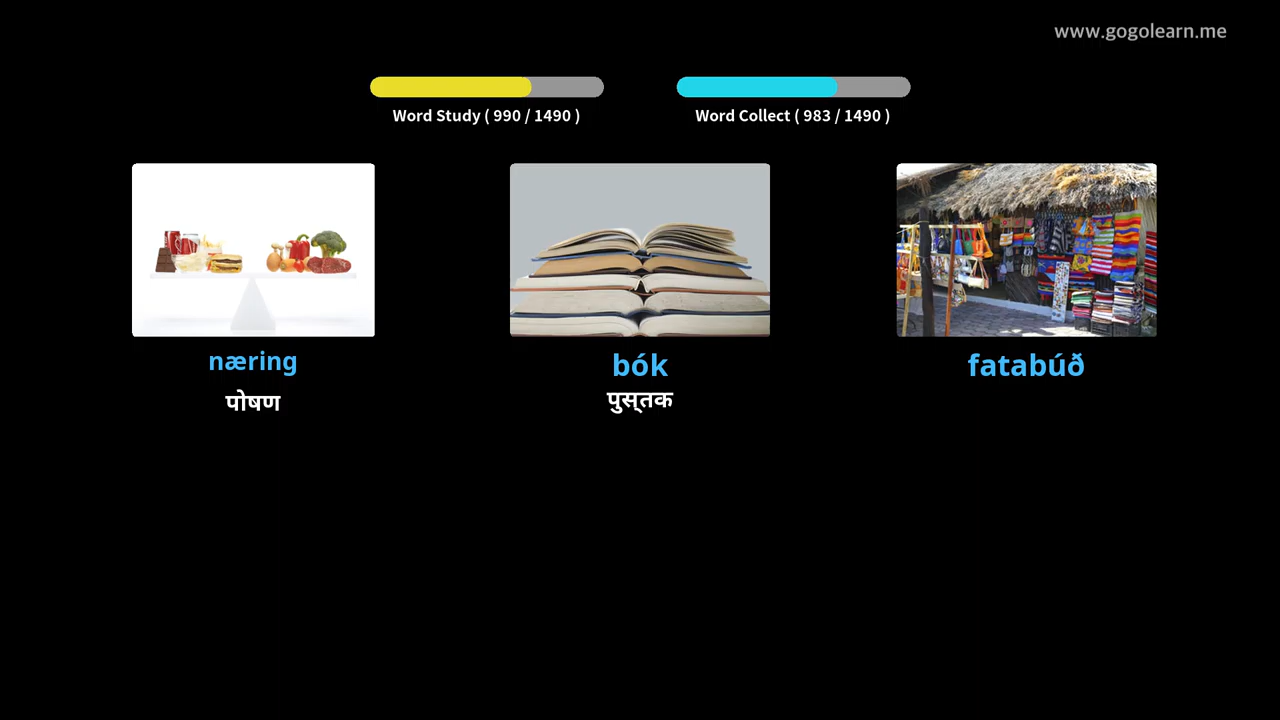 www.gogolearn.me
Word Study ( 990 / 1490 )
Word Collect ( 983 / 1490 )
næring
bók
fatabúð
पोषण
पुस्तक